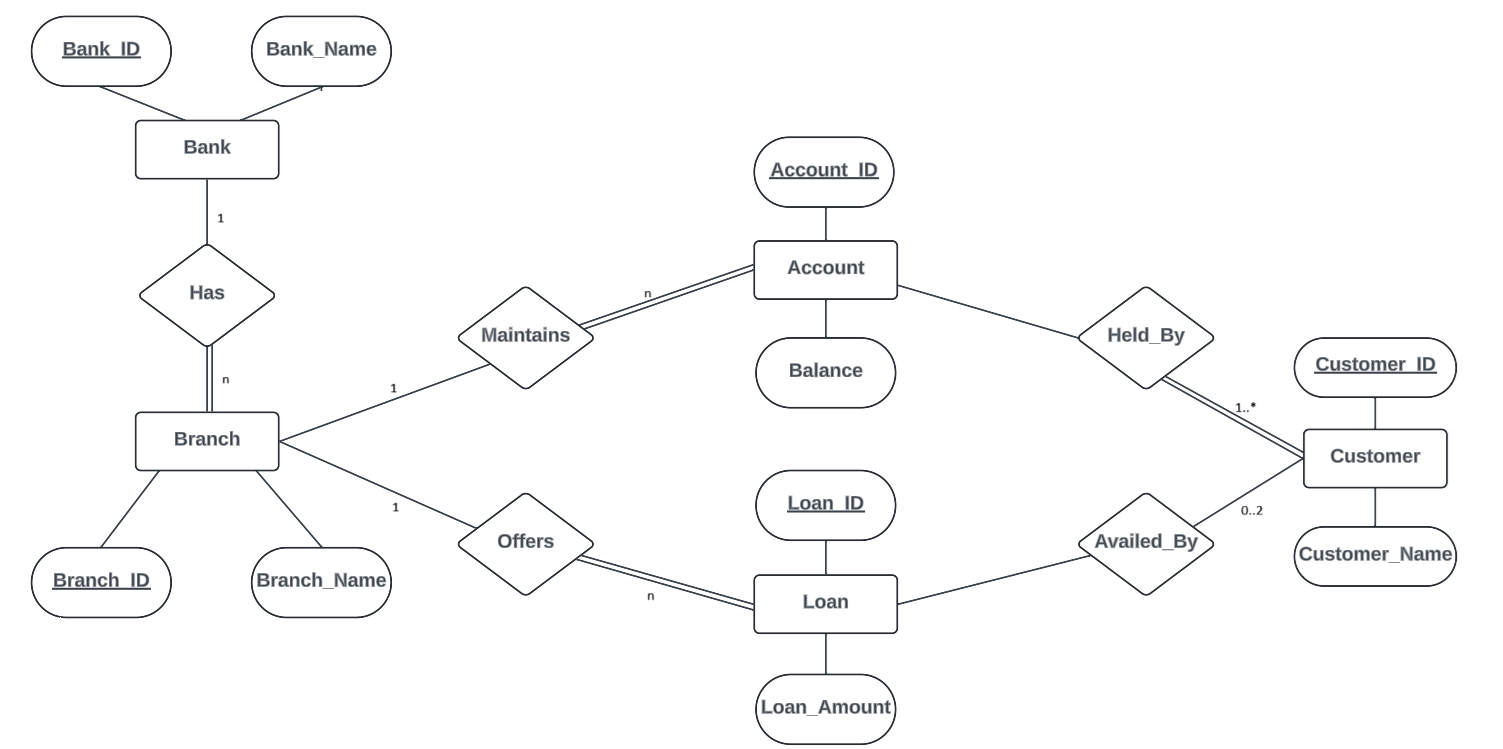 Bank_ID
Bank_Name
Bank
1
Has
n
Branch
Branch_ID
Branch_Name
1
Maintains
n
1
Offers
n
Account_ID
Account
Balance
Loan_ID
Loan
Loan_Amount
Held_By
1..*
Availed_By
0..2
Customer_ID
Customer
Customer_Name